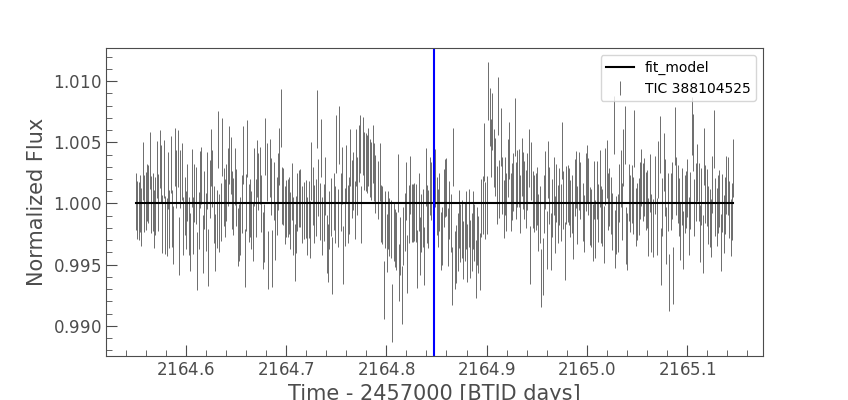 fit_model
TIC 388104525
1.010
1.005
1.000
0.995
0.990
Normalized Flux
2164.6 2164.7 2164.8 2164.9 2165.0 2165.1
Time - 2457000 [BTJD days]